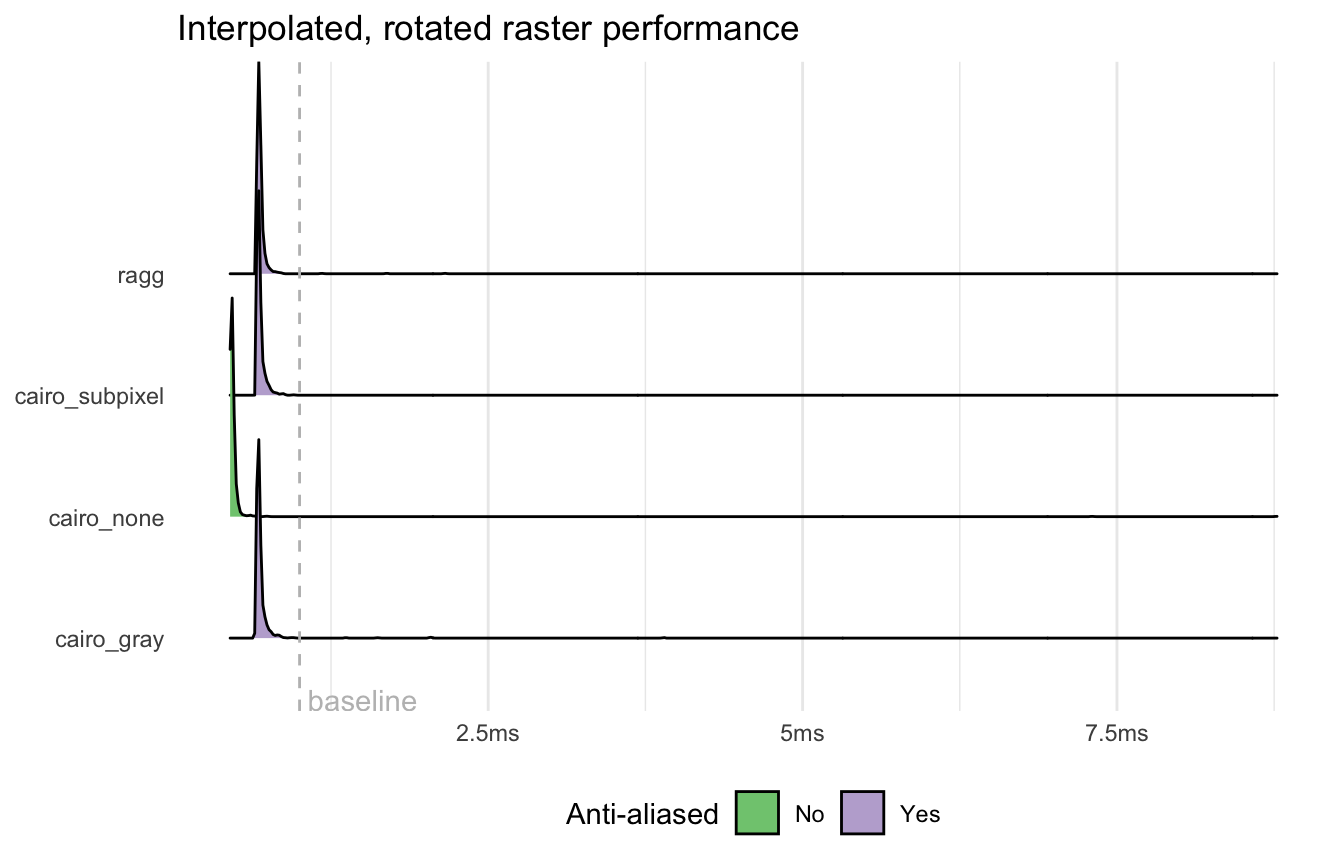 Interpolated, rotated raster performance
ragg
cairo_subpixel
cairo_none
cairo_gray
baseline
2.5ms 5ms 7.5ms
Anti-aliased No Yes